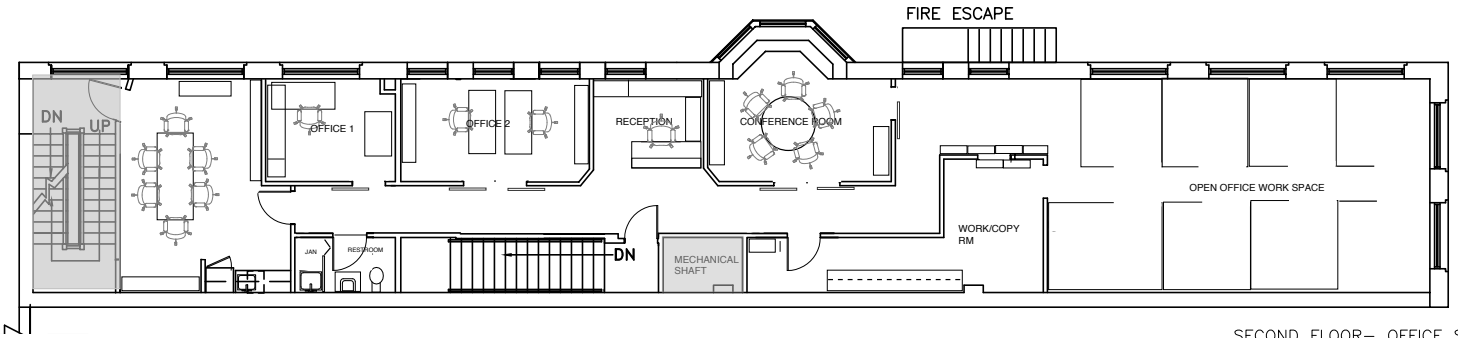 FIRE ESCAPE
DN
UP
OFFICE 1
OFFICE 2
RECEPTION
CONFERENCE ROOM
OPEN OFFICE WORK SPACE
WORK/COPY
RM
JAN
RESTROOM
DN
MECHANICAL
SHAFT
SECOND FLOOR- OFFICE S